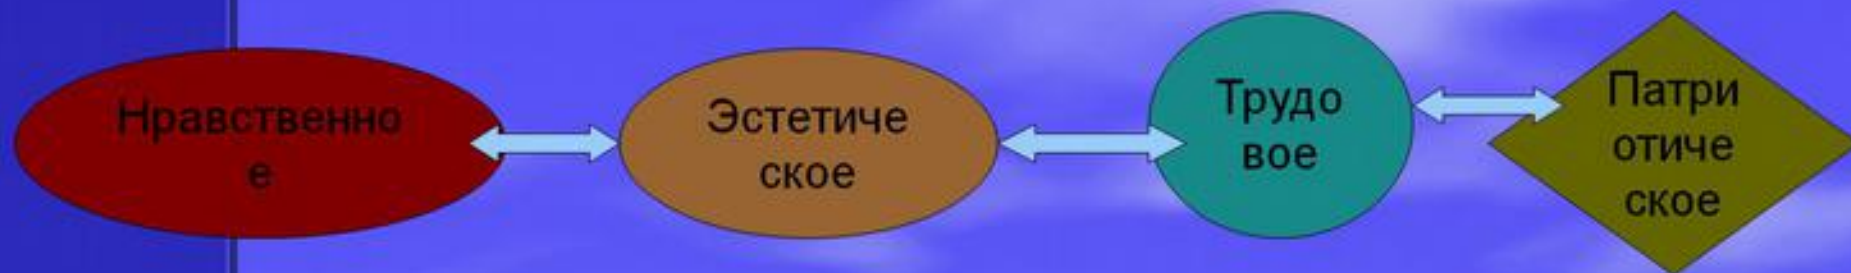 Нравственно
е
Эстетиче
ское
Трудо
вое
Патри
отиче
ское